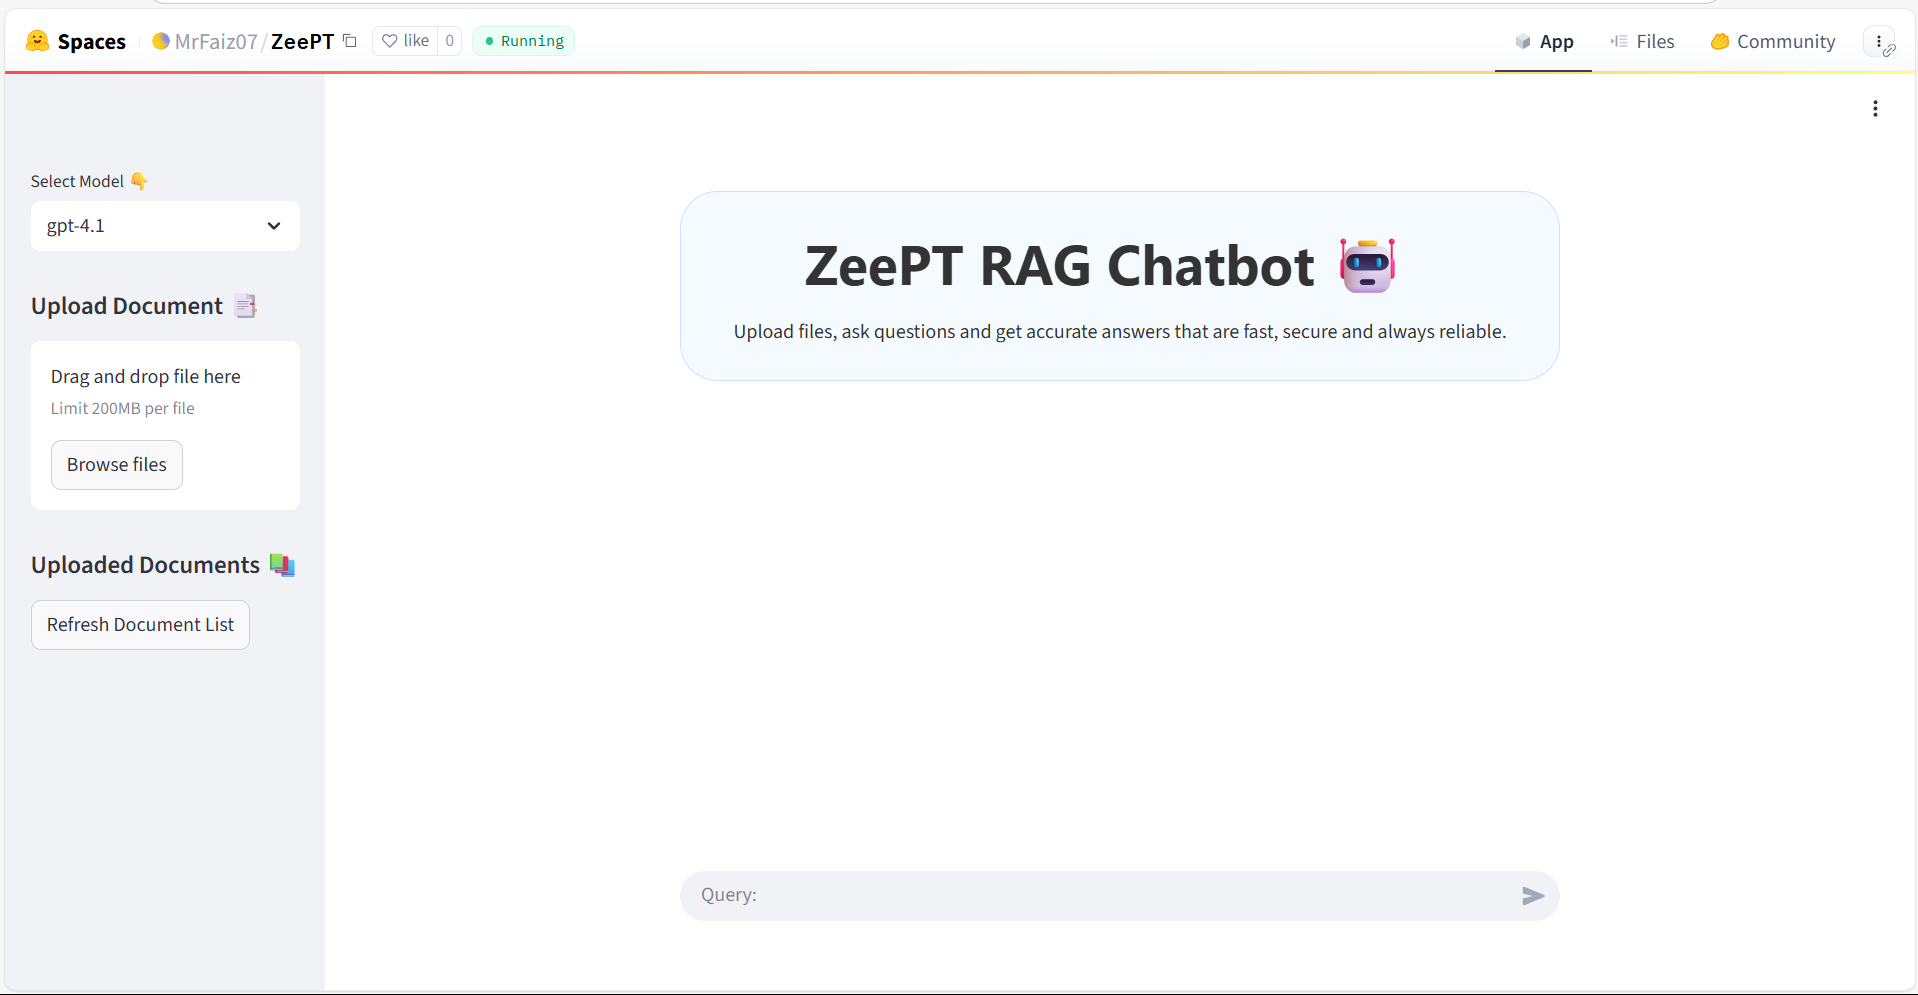 Spaces MrFaiz07/ZeePT like 0 Running App Files Community
Select Model
gpt-4.1
Upload Document
Drag and drop file here
Limit 200MB per file
Browse files
Uploaded Documents
Refresh Document List
ZeePT RAG Chatbot
Upload files, ask questions and get accurate answers that are fast, secure and always reliable.
Query: